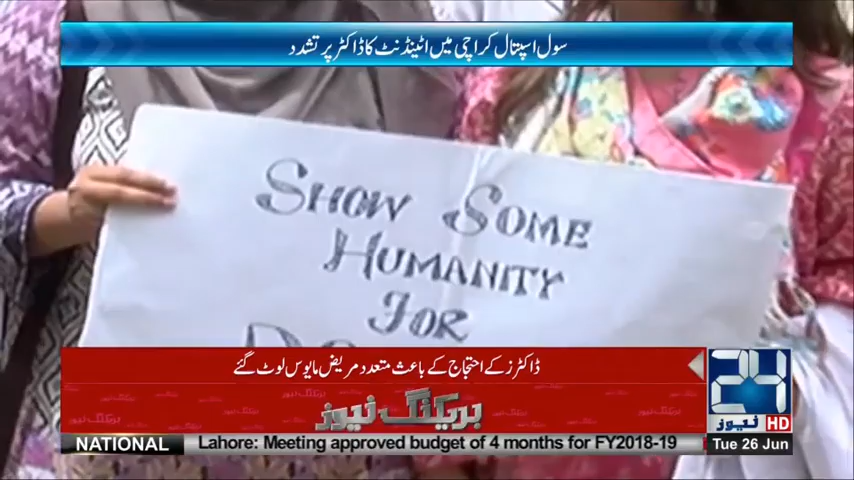 سول اسپتال کراچی میں اٹینڈنٹ کا ڈاکٹر پر تشدد
SHOW SOME
HUMANITY
FOR
ڈاکٹرز کے احتجاج کے باعث متعدد مریض مایوس لوٹ گئے
بریکنگ نیوز
24
نیوز HD
NATIONAL Lahore: Meeting approved budget of 4 months for FY2018-19 Tue 26 Jun